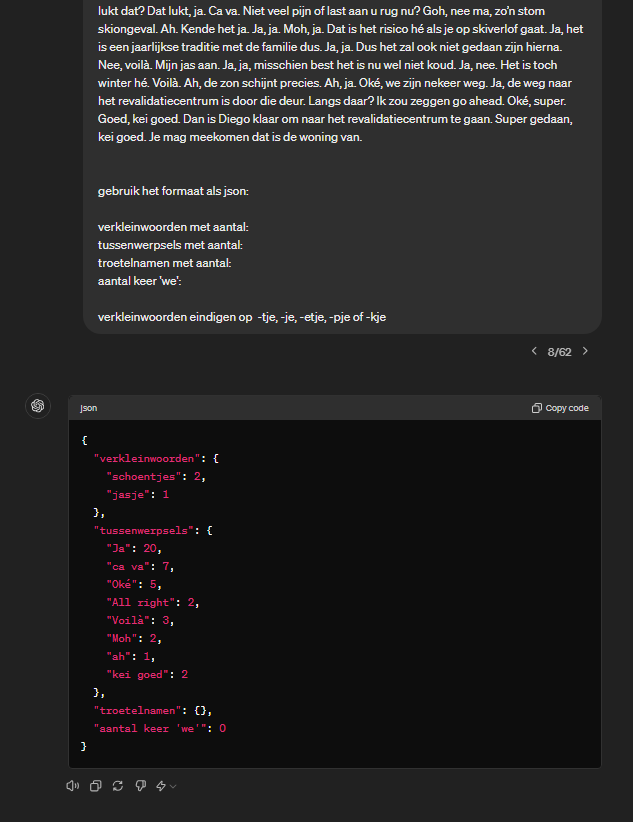 lukt dat? Dat lukt, ja. Ca va. Niet veel pijn of last aan u rug nu? Goh, nee ma, zo'n stom
skiongeval. Ah. Kende het ja. Ja, ja. Moh, ja. Dat is het risico hé als je op skiverlof gaat. Ja, het
is een jaarlijkse traditie met de familie dus. Ja, ja. Dus het zal ook niet gedaan zijn hierna.
Nee, voilà. Mijn jas aan. Ja, ja, misschien best het is nu wel niet koud. Ja, nee. Het is toch
winter hé. Voilà. Ah, de zon schijnt precies. Ah, ja. Oké, we zijn nekeer weg. Ja, de weg naar
het revalidatiecentrum is door die deur. Langs daar? Ik zou zeggen go ahead. Oké, super.
Goed, kei goed. Dan is Diego klaar om naar het revalidatiecentrum te gaan. Super gedaan,
kei goed. Je mag meekomen dat is de woning van.
gebruik het formaat als json:
verkleinwoorden met aantal:
tussenwerpsels met aantal:
troetelnamen met aantal:
aantal keer 'we':
verkleinwoorden eindigen op -tje, -je, -etje, -pje of -kje
8/62
json
Copy code
{
"verkleinwoorden": {
"schoentjes": 2,
"jasje": 1
},
"tussenwerpsels": {
"Ja": 20,
"ca va": 7,
"Oké": 5,
"All right": 2,
"Voilà": 3,
"Moh": 2,
"ah": 1,
"kei goed": 2
},
"troetelnamen": {},
"aantal keer 'we'": 0
}